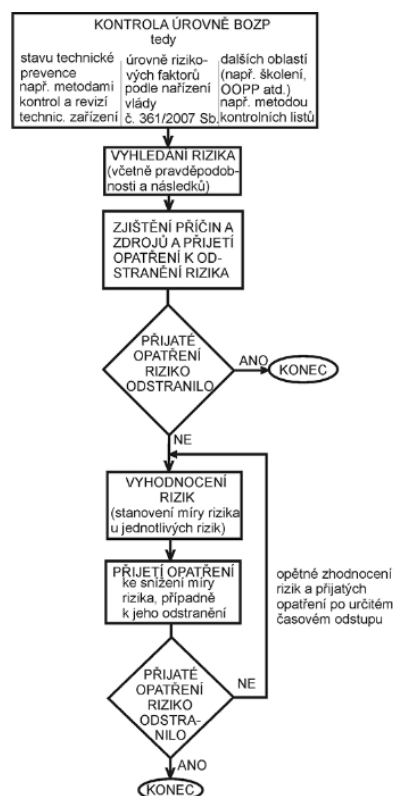 KONTROLA ÚROVNĚ BOZP
tedy
stavu technické
prevence
např. metodami
kontrol a revizí
technic. zařízení
úrovně riziko-
vých faktorů
podle nařízení
vlády
č. 361/2007 Sb.
dalších oblastí
(např. školení,
OOPP atd.)
např. metodou
kontrolních listů
VYHLEDÁNÍ RIZIKA
(včetně pravděpodob-
nosti a následků)
ZJIŠTĚNÍ PŘÍČIN A
ZDROJŮ A PŘIJETÍ
OPATŘENÍ K OD-
STRANĚNÍ RIZIKA
PŘIJATÉ
OPATŘENÍ
RIZIKO
ODSTRANILO
ANO
KONEC
NE
VYHODNOCENÍ
RIZIK
(stanovení míry rizika
u jednotlivých rizik)
PŘIJETÍ OPATŘENÍ
ke snížení míry
rizika, případně
k jeho odstranění
opětné zhodnocení
rizik a přijatých
opatření po určitém
časovém odstupu
PŘIJATÉ
OPATŘENÍ
RIZIKO
ODSTRA-
NILO
NE
ANO
KONEC